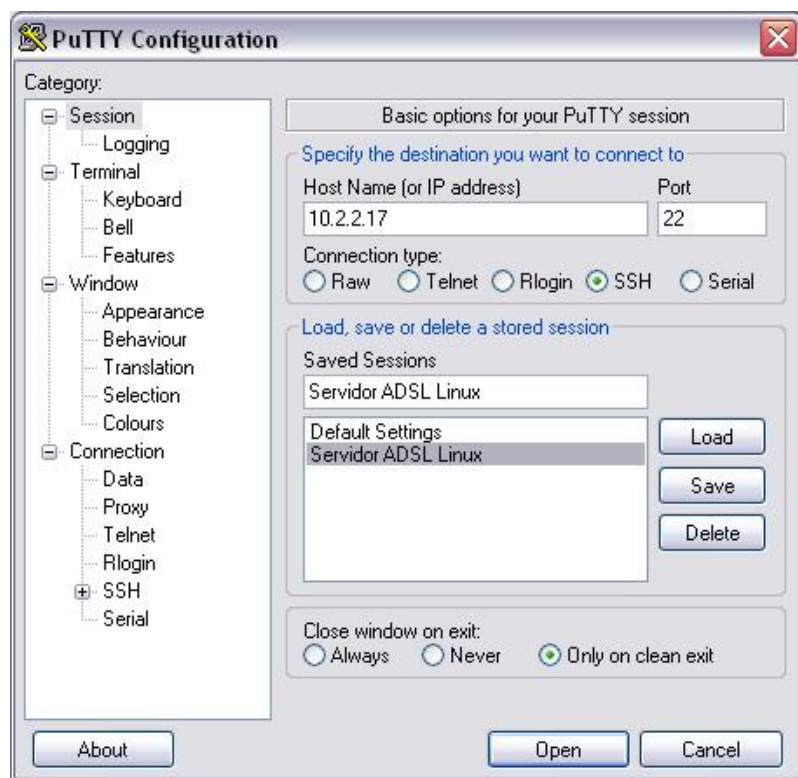 PuTTY Configuration
Category:
Session
Logging
Terminal
Keyboard
Bell
Features
Window
Appearance
Behaviour
Translation
Selection
Colours
Connection
Data
Proxy
Telnet
Rlogin
SSH
Serial
Basic options for your PuTTY session
Specify the destination you want to connect to
Host Name (or IP address) Port
10.2.2.17 22
Connection type:
Raw Telnet Rlogin SSH Serial
Load, save or delete a stored session
Saved Sessions
Servidor ADSL Linux
Default Settings
Servidor ADSL Linux
Load
Save
Delete
Close window on exit:
Always Never Only on clean exit
About Open Cancel